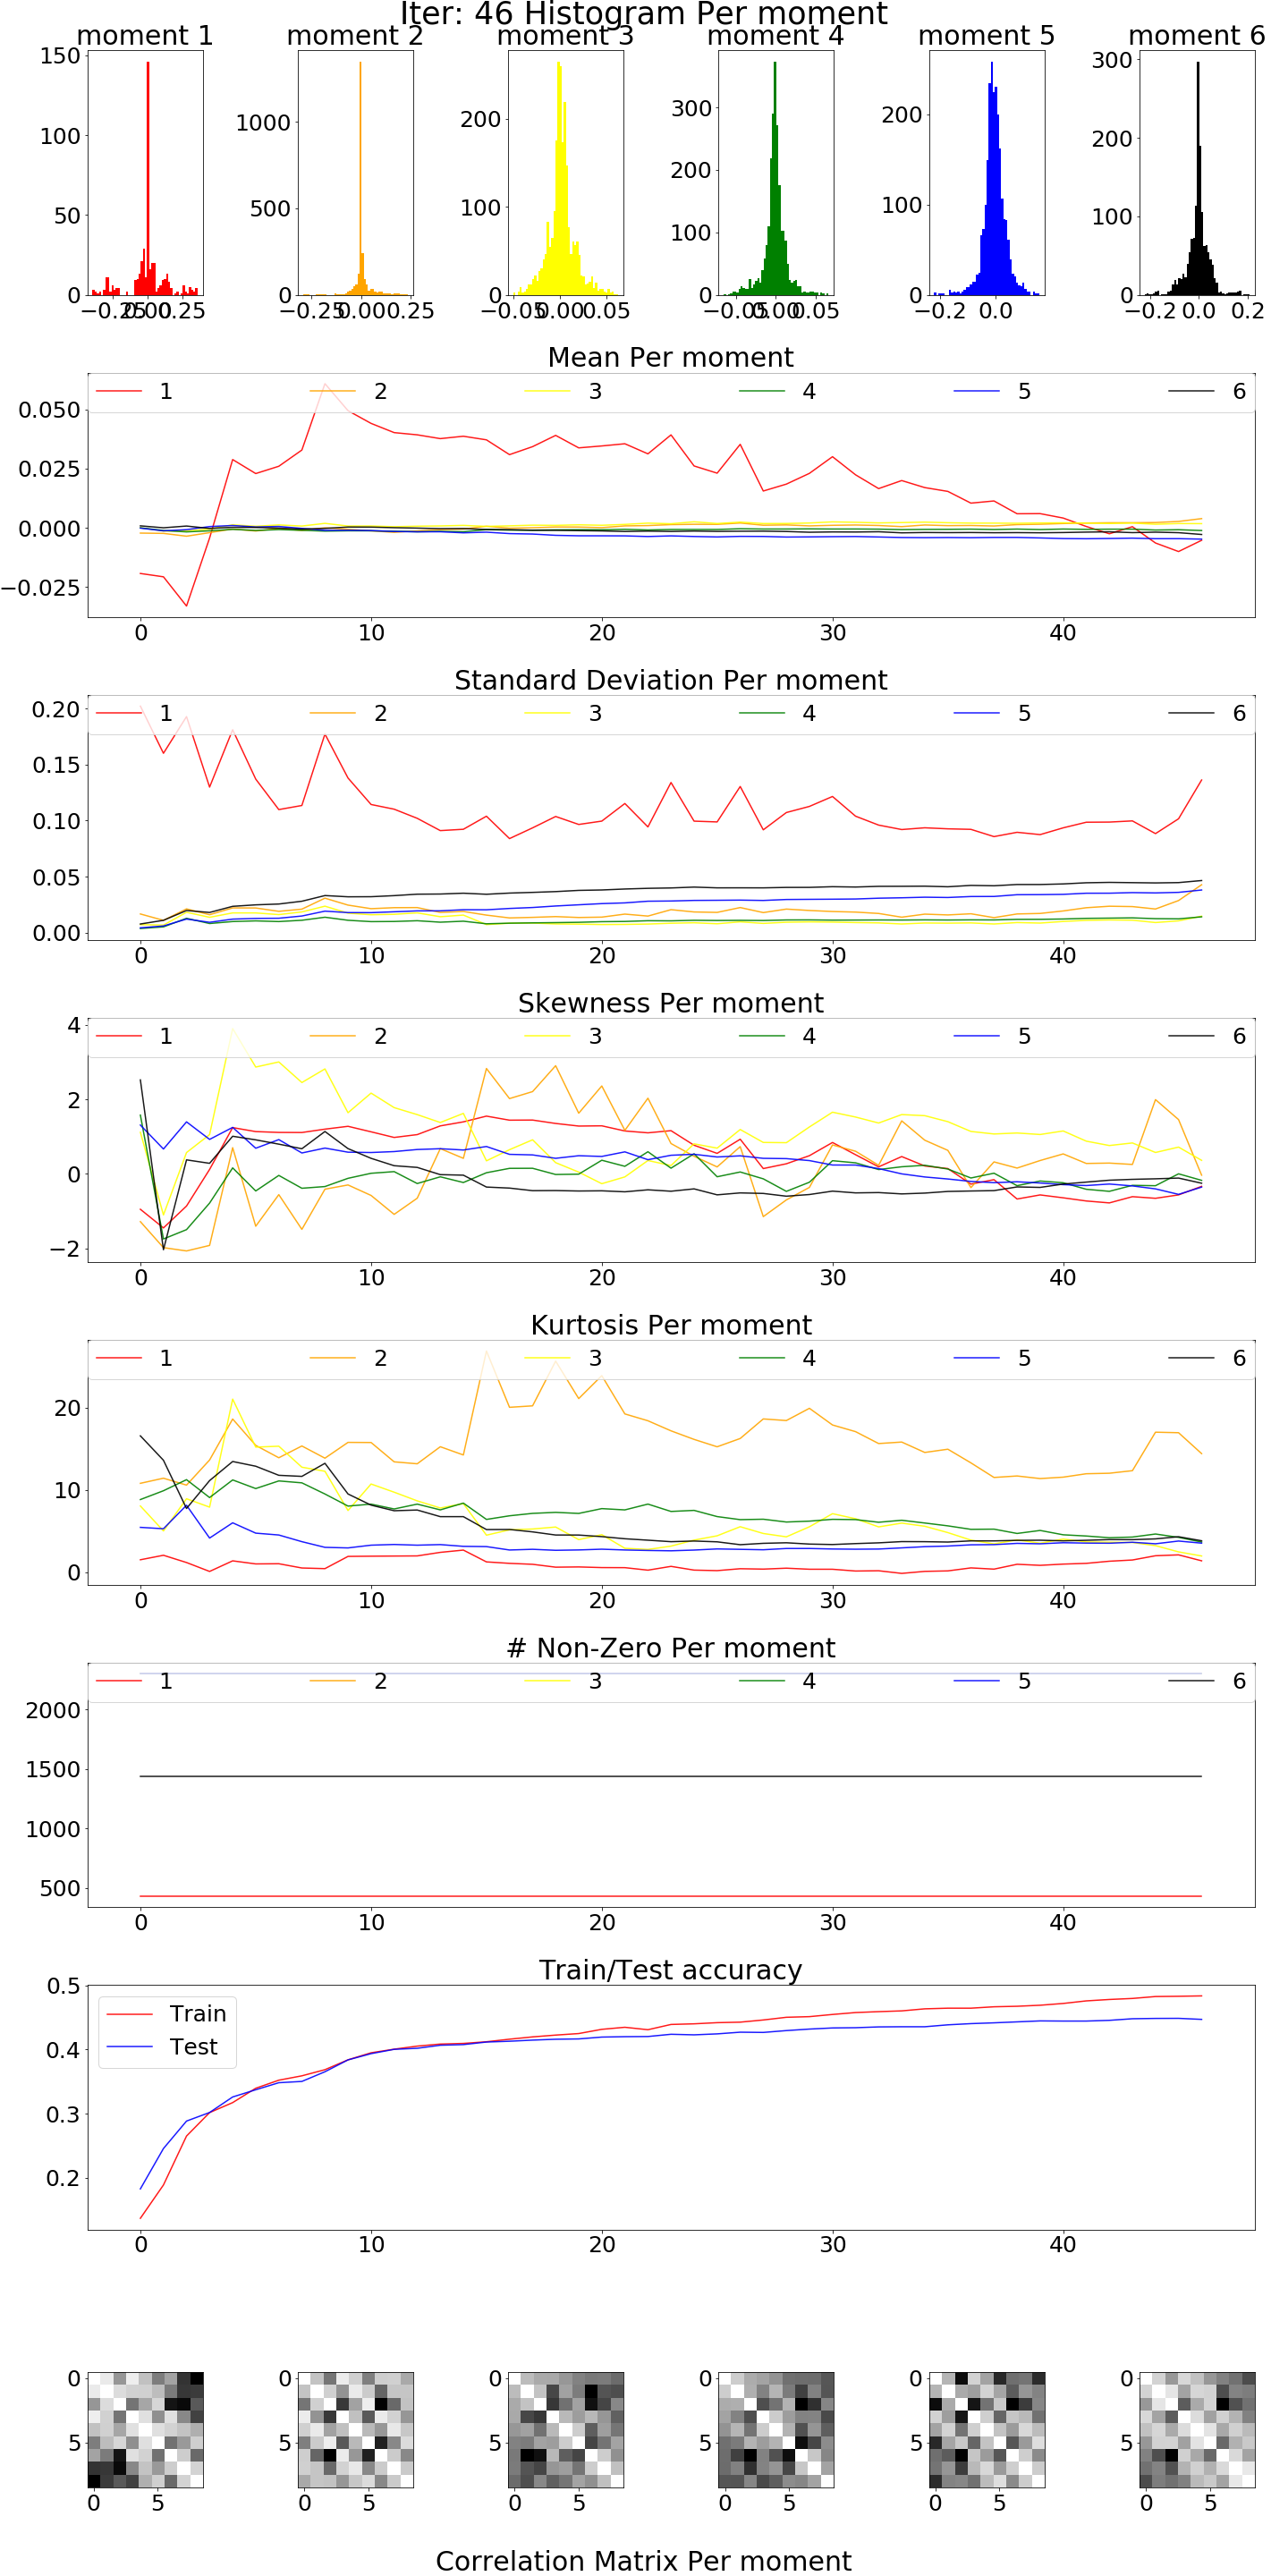 Iter: 46 Histogram Per moment
moment 1 moment 2 moment 3 moment 4 moment 5 moment 6
150 100 50 0
−0.25 0.00 0.25
1000 500 0
−0.25 0.00 0.25
200 100 0
−0.05 0.00 0.05
300 200 100 0
−0.05 0.00 0.05
200 100 0
−0.2 0.0
300 200 100 0
−0.2 0.0 0.2
Mean Per moment
1 2 3 4 5 6
0.050
0.025
0.000
−0.025
0 10 20 30 40
Standard Deviation Per moment
1 2 3 4 5 6
0.20
0.15
0.10
0.05
0.00
0 10 20 30 40
Skewness Per moment
1 2 3 4 5 6
4
2
0
−2
0 10 20 30 40
Kurtosis Per moment
1 2 3 4 5 6
20
10
0
0 10 20 30 40
# Non-Zero Per moment
1 2 3 4 5 6
2000
1500
1000
500
0 10 20 30 40
Train/Test accuracy
Train
Test
0.5
0.4
0.3
0.2
0 10 20 30 40
0 0 0 0 0 0
5 5 5 5 5 5
0 5 0 5 0 5 0 5 0 5 0 5
Correlation Matrix Per moment